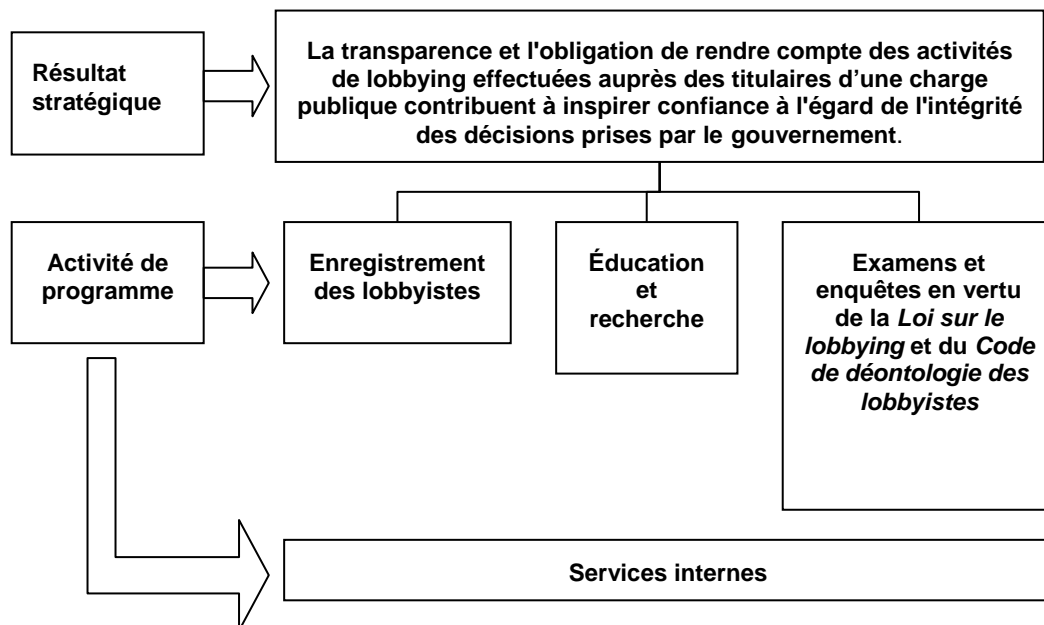 Résultat
stratégique
La transparence et l'obligation de rendre compte des activités
de lobbying effectuées auprès des titulaires d’une charge
publique contribuent à inspirer confiance à l'égard de l'intégrité
des décisions prises par le gouvernement.
Activité de
programme
Enregistrement
des lobbyistes
Éducation
et
recherche
Examens et
enquêtes en vertu
de la Loi sur le
lobbying et du Code
de déontologie des
lobbyistes
Services internes